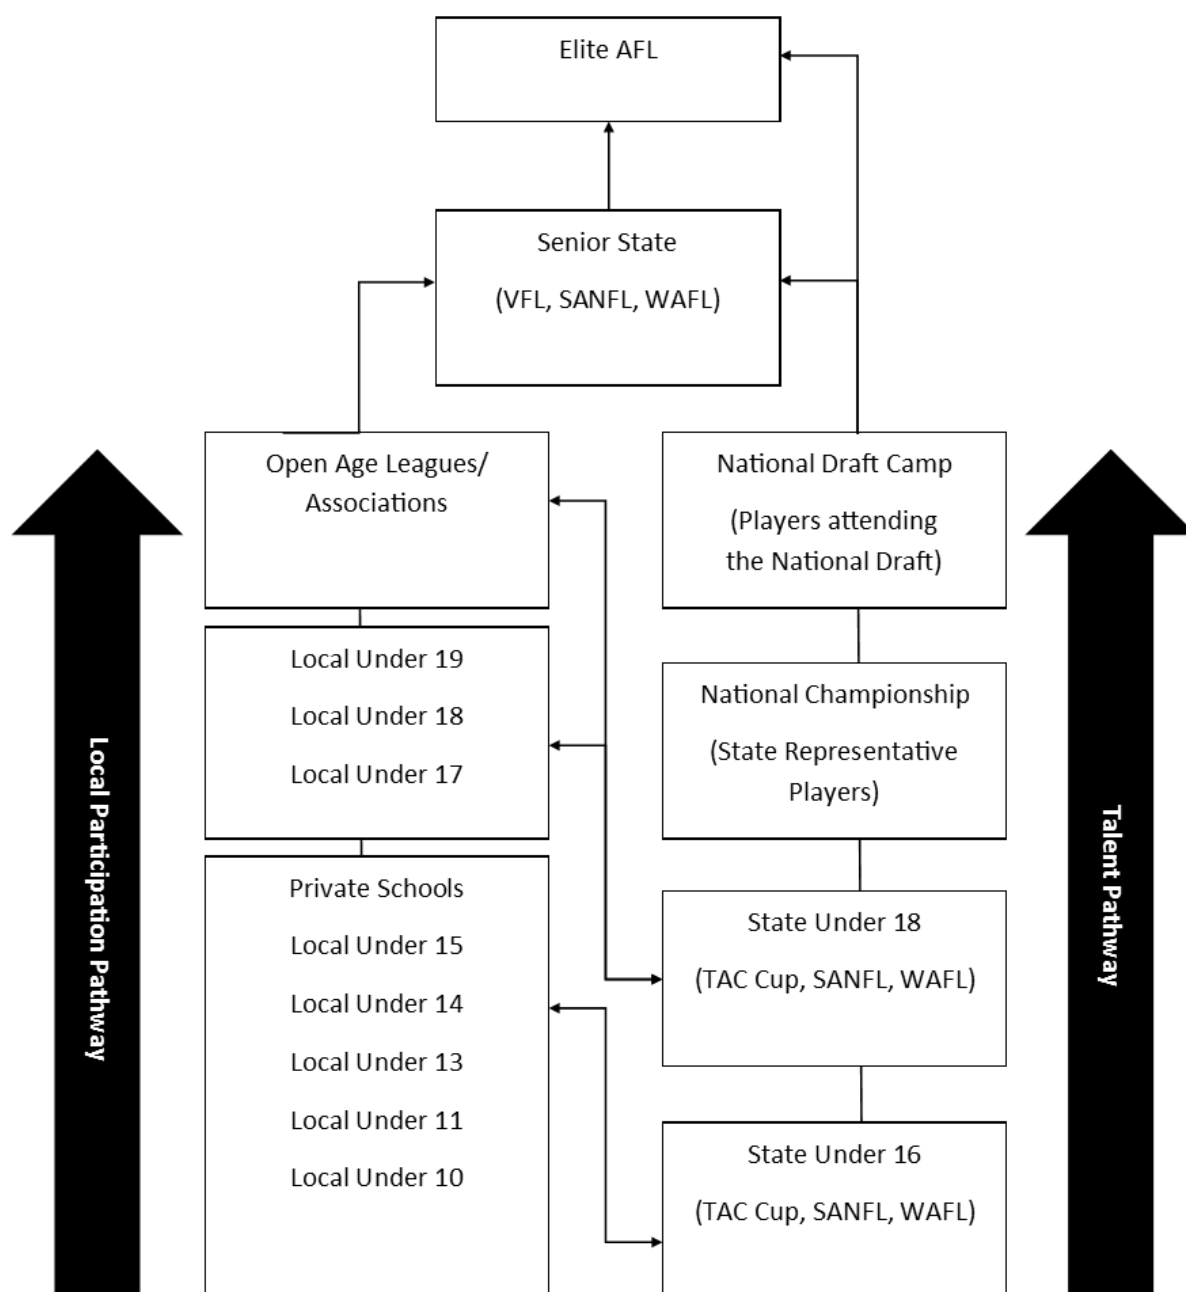 Elite AFL
Senior State
(VFL, SANFL, WAFL)
Open Age Leagues/
Associations
Local Under 19
Local Under 18
Local Under 17
Private Schools
Local Under 15
Local Under 14
Local Under 13
Local Under 11
Local Under 10
National Draft Camp
(Players attending
the National Draft)
National Championship
(State Representative
Players)
State Under 18
(TAC Cup, SANFL, WAFL)
State Under 16
(TAC Cup, SANFL, WAFL)
Local Participation Pathway
Talent Pathway